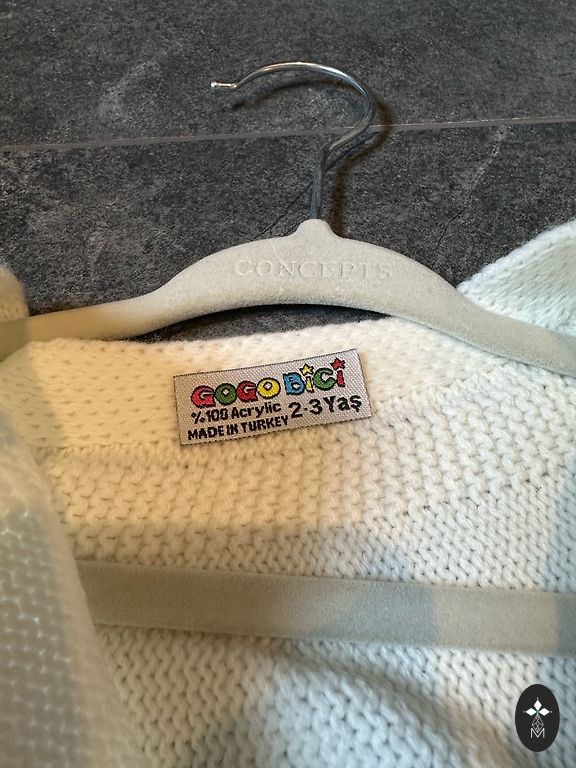 CONCEPTS
GOGO BiCi
%100 Acrylic 2-3 Yaş
MADE IN TURKEY
M